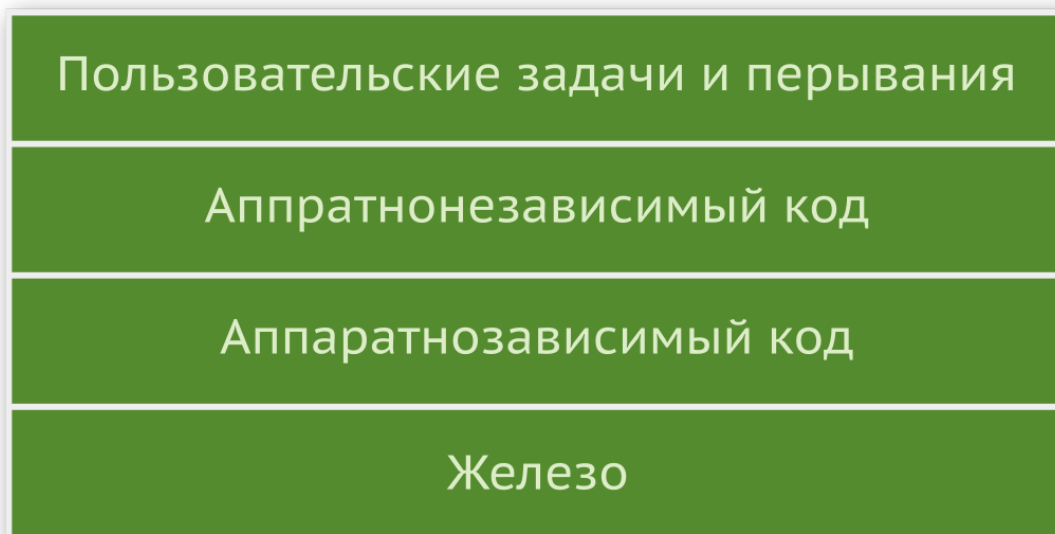 Пользовательские задачи и перывания
Аппратнонезависимый код
Аппаратнозависимый код
Железо